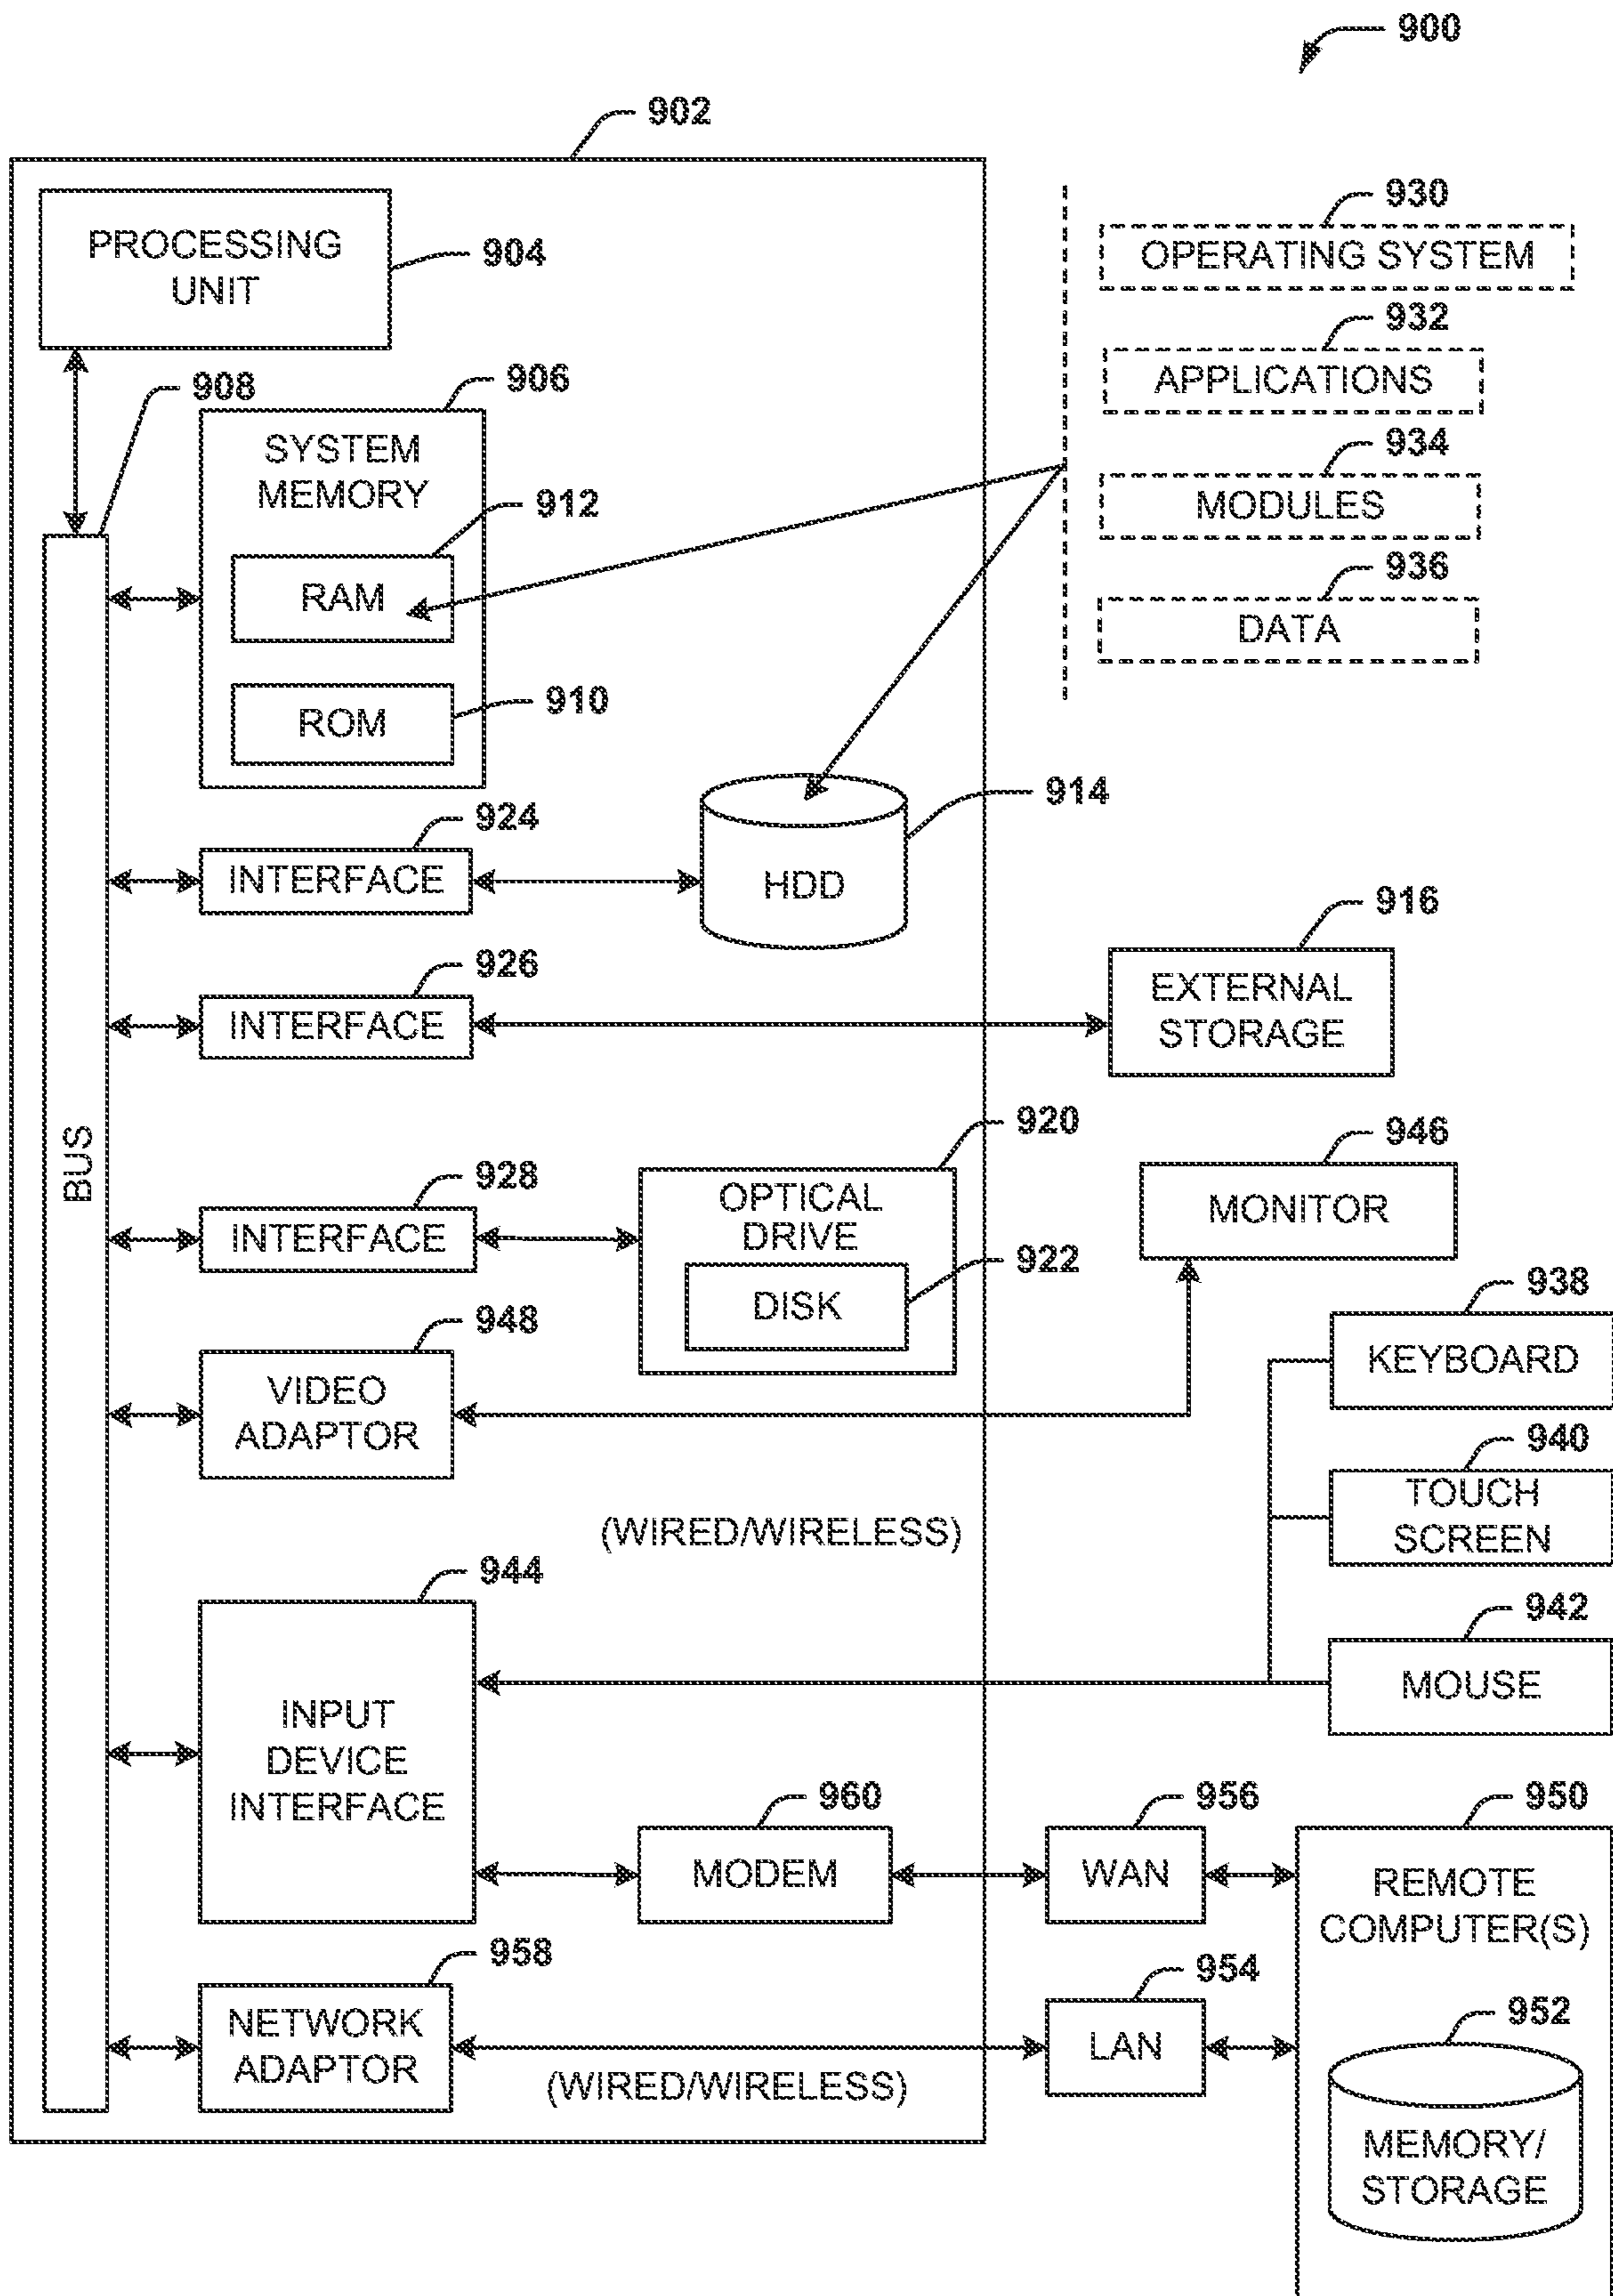 900
902
PROCESSING
UNIT
904
930
OPERATING SYSTEM
932
APPLICATIONS
934
MODULES
936
DATA
908
906
SYSTEM
MEMORY
912
RAM
910
ROM
BUS
924
INTERFACE
914
HDD
926
INTERFACE
916
EXTERNAL
STORAGE
928
INTERFACE
920
OPTICAL
DRIVE
922
DISK
946
MONITOR
948
VIDEO
ADAPTOR
938
KEYBOARD
940
TOUCH
SCREEN
(WIRED/WIRELESS)
942
MOUSE
944
INPUT
DEVICE
INTERFACE
960
MODEM
956
WAN
950
REMOTE
COMPUTER(S)
958
NETWORK
ADAPTOR
(WIRED/WIRELESS)
954
LAN
952
MEMORY/
STORAGE